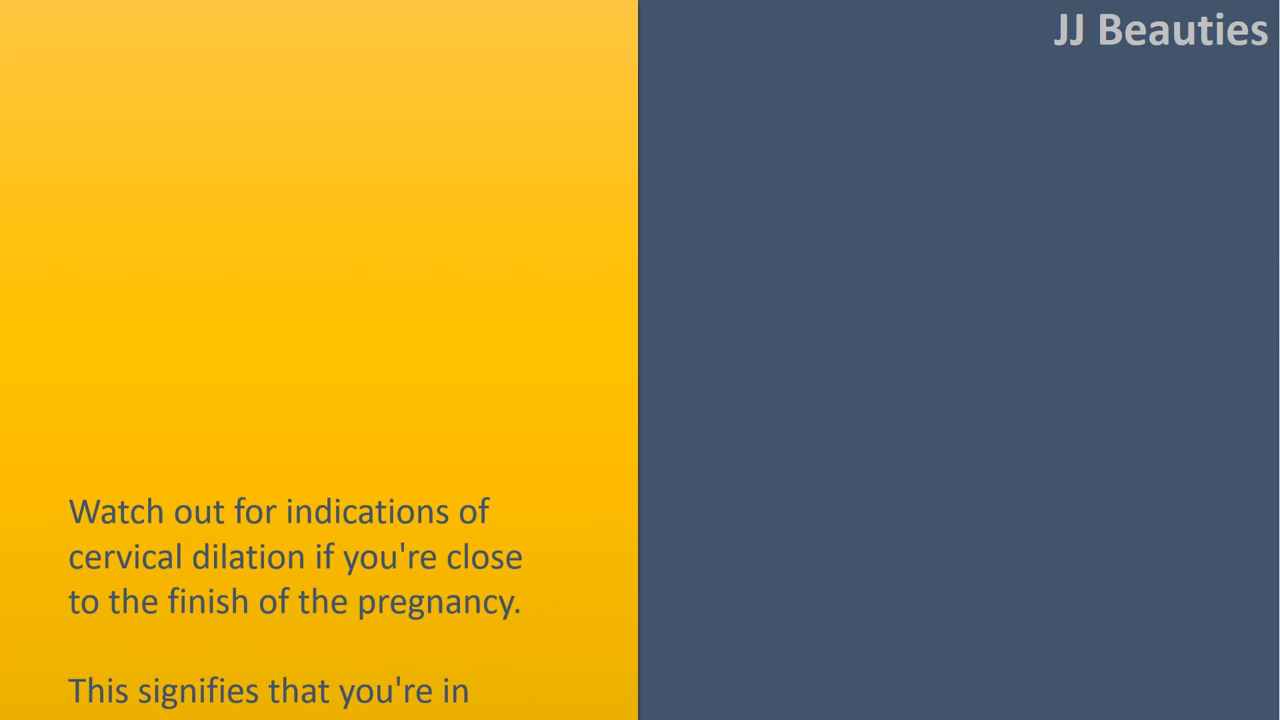 JJ Beauties
Watch out for indications of
cervical dilation if you're close
to the finish of the pregnancy.
This signifies that you're in